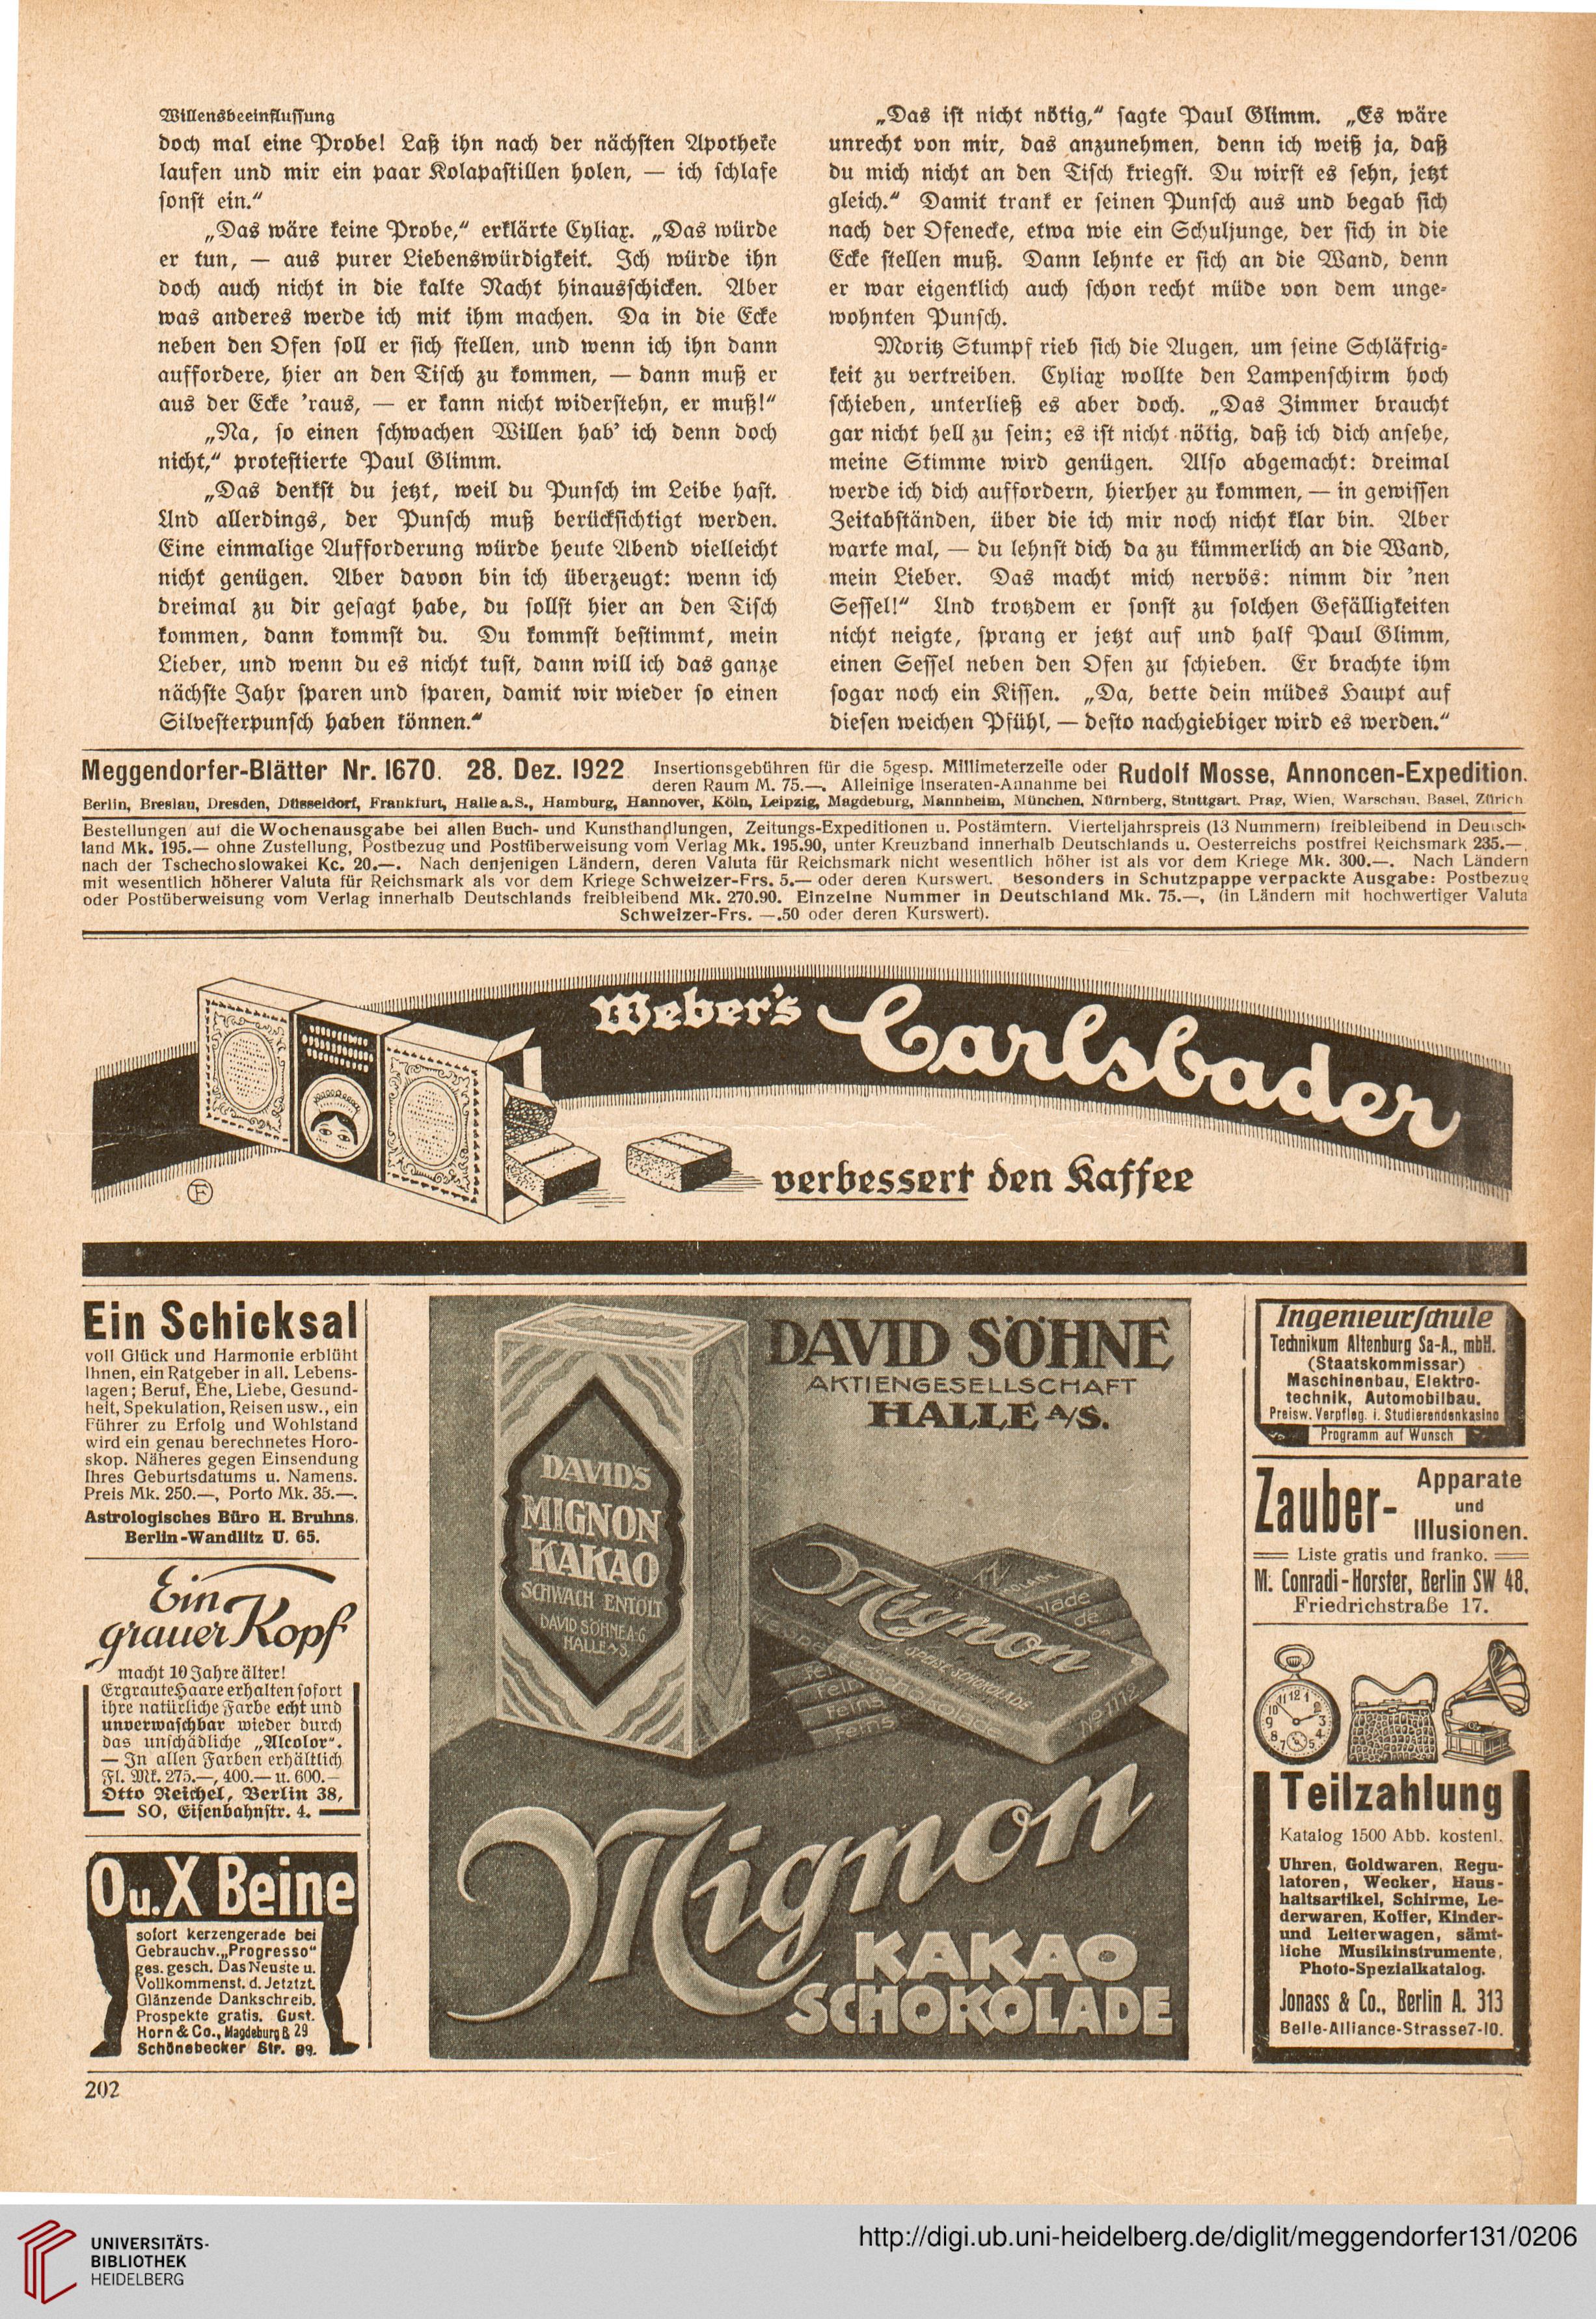 Willensbeeinflussung
doch mal eine Probe! Laß ihn nach der nächsten Apotheke
laufen und mir ein paar Kolapastillen holen, — ich schlafe
sonst ein.“
„Das wäre keine Probe,“ erklärte Cyliax. „Das würde
er tun, — aus purer Liebenswürdigkeit. Ich würde ihn
doch auch nicht in die kalte Nacht hinausschicken. Aber
was anderes werde ich mit ihm machen. Da in die Ecke
neben den Ofen soll er sich stellen, und wenn ich ihn dann
auffordere, hier an den Tisch zu kommen, — dann muß er
aus der Ecke ’raus, — er kann nicht widerstehn, er muß!“
„Na, so einen schwachen Willen hab’ ich denn doch
nicht,“ protestierte Paul Glimm.
„Das denkst du jetzt, weil du Punsch im Leibe hast.
Und allerdings, der Punsch muß berücksichtigt werden.
Eine einmalige Aufforderung würde heute Abend vielleicht
nicht genügen. Aber davon bin ich überzeugt: wenn ich
dreimal zu dir gesagt habe, du sollst hier an den Tisch
kommen, dann kommst du. Du kommst bestimmt, mein
Lieber, und wenn du es nicht tust, dann will ich das ganze
nächste Jahr sparen und sparen, damit wir wieder so einen
Silvesterpunsch haben können.“
„Das ist nicht nötig,“ sagte Paul Glimm. „Es wäre
unrecht von mir, das anzunehmen, denn ich weiß ja, daß
du mich nicht an den Tisch kriegst. Du wirst es sehn, jetzt
gleich.“ Damit trank er seinen Punsch aus und begab sich
nach der Ofenecke, etwa wie ein Schuljunge, der sich in die
Ecke stellen muß. Dann lehnte er sich an die Wand, denn
er war eigentlich auch schon recht müde von dem unge-
wohnten Punsch.
Moritz Stumpf rieb sich die Augen, um seine Schläfrig-
keit zu vertreiben. Cyliax wollte den Lampenschirm hoch
schieben, unterließ es aber doch. „Das Zimmer braucht
gar nicht hell zu sein; es ist nicht nötig, daß ich dich ansehe,
meine Stimme wird genügen. Also abgemacht: dreimal
werde ich dich auffordern, hierher zu kommen, — in gewissen
Zeitabständen, über die ich mir noch nicht klar bin. Aber
warte mal, — du lehnst dich da zu kümmerlich an die Wand,
mein Lieber. Das macht mich nervös: nimm dir ’nen
Sessel!“ Und trotzdem er sonst zu solchen Gefälligkeiten
nicht neigte, sprang er jetzt auf und half Paul Glimm,
einen Sessel neben den Ofen zu schieben. Er brachte ihm
sogar noch ein Kissen. „Da, bette dein müdes Haupt auf
diesen weichen Pfühl, — desto nachgiebiger wird es werden.“
Meggendorfer-Blätter Nr. 1670. 28. Dez. 1922
Insertionsgebühren für die 5gesp. Millimeterzeile oder
deren Raum M. 75.—. Alleinige Inseraten-Annahme bei
Rudolf Mosse, Annoncen-Expedition.
Berlin, Breslau, Dresden, Düsseldorf, Frankfurt, Halle a. S., Hamburg, Hannover, Köln, Leipzig, Magdeburg, Mannheim, München, Nürnberg, Stuttgart, Prag, Wien, Warschau, Basel, Zürich
Bestellungen auf die Wochenausgabe bei allen Buch- und Kunsthandlungen, Zeitungs-Expeditionen u. Postämtern. Vierteljahrspreis (13 Nummern) freibleibend in Deutsch-
land Mk. 195.— ohne Zustellung, Postbezug und Postüberweisung vom Verlag Mk. 195.90, unter Kreuzband innerhalb Deutschlands u. Oesterreichs postfrei Reichsmark 235.—,
nach der Tschechoslowakei Kc. 20.—. Nach denjenigen Ländern, deren Valuta für Reichsmark nicht wesentlich höher ist als vor dem Kriege Mk. 300.—. Nach Ländern
mit wesentlich höherer Valuta für Reichsmark als vor dem Kriege Schweizer-Frs. 5.— oder deren Kurswert. Besonders in Schutzpappe verpackte Ausgabe: Postbezug
oder Postüberweisung vom Verlag innerhalb Deutschlands freibleibend Mk. 270.90. Einzelne Nummer in Deutschland Mk. 75.—, (in Ländern mit hochwertiger Valuta
Schweizer-Frs. —.50 oder deren Kurswert).
Weber's Carlsbader
verbessert den Kaffee
F
Ein Schicksal
voll Glück und Harmonie erblüht
Ihnen, ein Ratgeber in all. Lebens-
lagen; Beruf, Ehe, Liebe, Gesund-
heit, Spekulation, Reisen usw., ein
Führer zu Erfolg und Wohlstand
wird ein genau berechnetes Horo-
skop. Näheres gegen Einsendung
Ihres Geburtsdatums u. Namens.
Preis Mk. 250.—, Porto Mk. 35.—.
Astrologisches Büro H. Bruhns,
Berlin-Wandlitz U. 65.
Ein
grauer Kopf
macht 10 Jahre älter!
Ergraute Haare erhalten sofort
ihre natürliche Farbe echt und
unverwaschbar wieder durch
das unschädliche „Alcolor“.
— In allen Farben erhältlich
Fl. Mk. 275.—, 400.— u. 600.—
Otto Reichel, Berlin 38,
SO, Eisenbahnstr. 4.
O u. X Beine
sofort kerzengerade bei
Gebrauch v. „Progresso“
ges. gesch. Das Neuste u.
Vollkommenst. d. Jetztzt.
Glänzende Dankschreib.
Prospekte gratis. Gust.
Horn & Co., Magdeburg B. 29
Schönebecker Str. 99.
DAVID SÖHNE
AKTIENGESELLSCHAFT
HALLE A/S.
DAVID'S
MIGNON
KAKAO
SCHWACH ENTÖLT
DAVID SÖHNE A-G
HALLE A/S.
Mignon
SPEISE SCHOKOLADE
No 1112
Feins
Feins
Mignon
KAKAO
SCHOKOLADE
Ingenieurschule
Technikum Altenburg Sa-A., mbH.
(Staatskommissar)
Maschinenbau, Elektro-
technik, Automobilbau.
Preisw. Verpfleg. i. Studierendenkasino
Programm auf Wunsch
Zauber- Apparate
und
Illusionen.
Liste gratis und franko.
M. Conradi-Horster, Berlin SW 48,
Friedrichstraße 17.
Teilzahlung
Katalog 1500 Abb. kostenl.
Uhren, Goldwaren, Regu-
latoren, Wecker, Haus-
haltsartikel, Schirme, Le-
derwaren, Koffer, Kinder-
und Leiterwagen, sämt-
liche Musikinstrumente,
Photo-Spezialkatalog.
Jonass & Co., Berlin A. 313
Belle-Alliance-Strasse 7-10.
202
UNIVERSITÄTS-
BIBLIOTHEK
HEIDELBERG
http://digi.ub.uni-heidelberg.de/diglit/meggendorfer131/0206